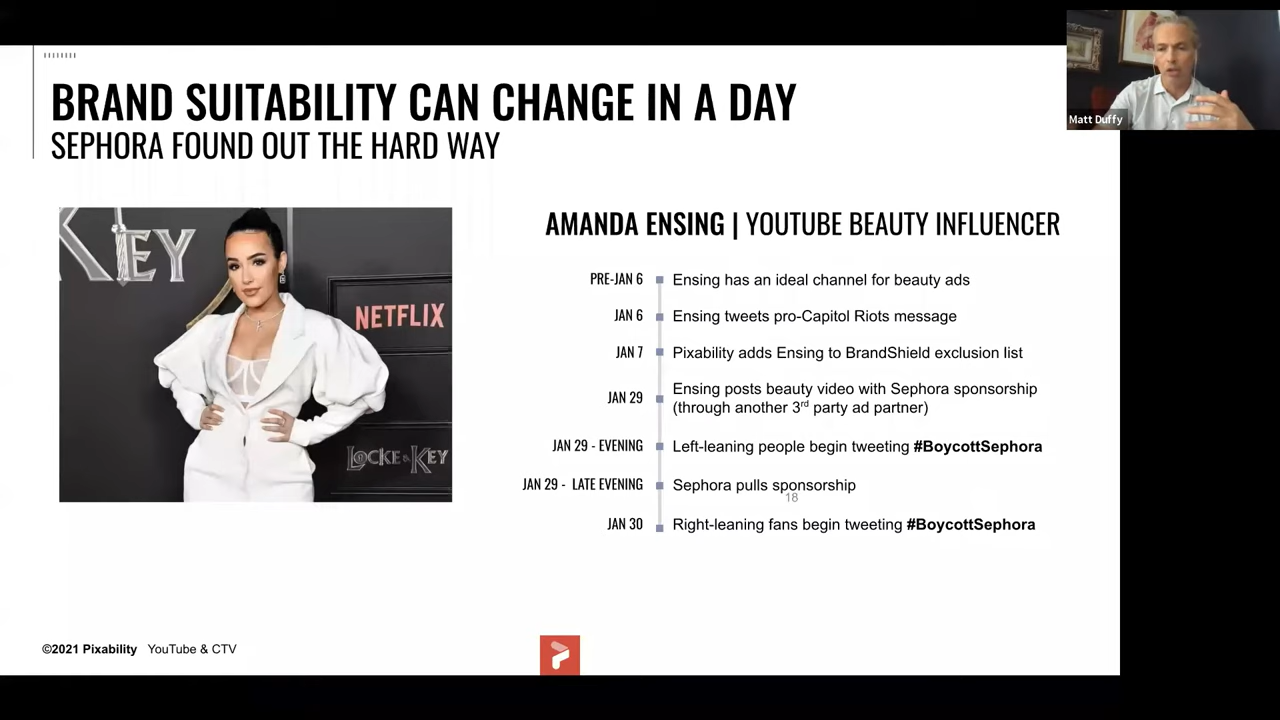 BRAND SUITABILITY CAN CHANGE IN A DAY
SEPHORA FOUND OUT THE HARD WAY
Matt Duffy
KEY
NETFLIX
LOCKE & KEY
AMANDA ENSING | YOUTUBE BEAUTY INFLUENCER
PRE-JAN 6 Ensing has an ideal channel for beauty ads
JAN 6 Ensing tweets pro-Capitol Riots message
JAN 7 Pixability adds Ensing to BrandShield exclusion list
JAN 29 Ensing posts beauty video with Sephora sponsorship
(through another 3rd party ad partner)
JAN 29 - EVENING Left-leaning people begin tweeting #BoycottSephora
JAN 29 - LATE EVENING Sephora pulls sponsorship
18
JAN 30 Right-leaning fans begin tweeting #BoycottSephora
©2021 Pixability YouTube & CTV